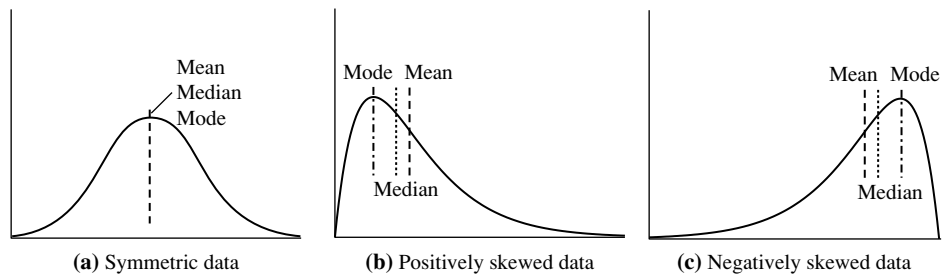 Mean
Median
Mode
(a) Symmetric data
Mode
Mean
Median
(b) Positively skewed data
Mean
Mode
Median
(c) Negatively skewed data